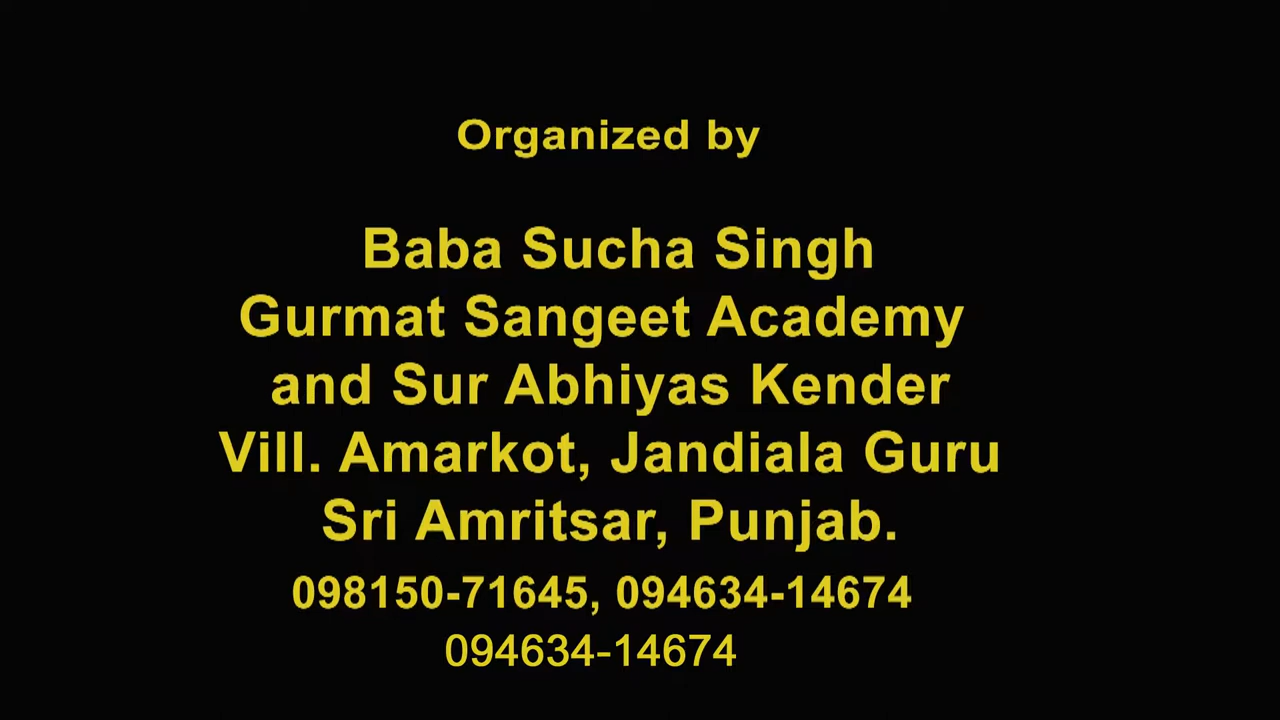 Organized by
Baba Sucha Singh
Gurmat Sangeet Academy
and Sur Abhiyas Kender
Vill. Amarkot, Jandiala Guru
Sri Amritsar, Punjab.
098150-71645, 094634-14674
094634-14674